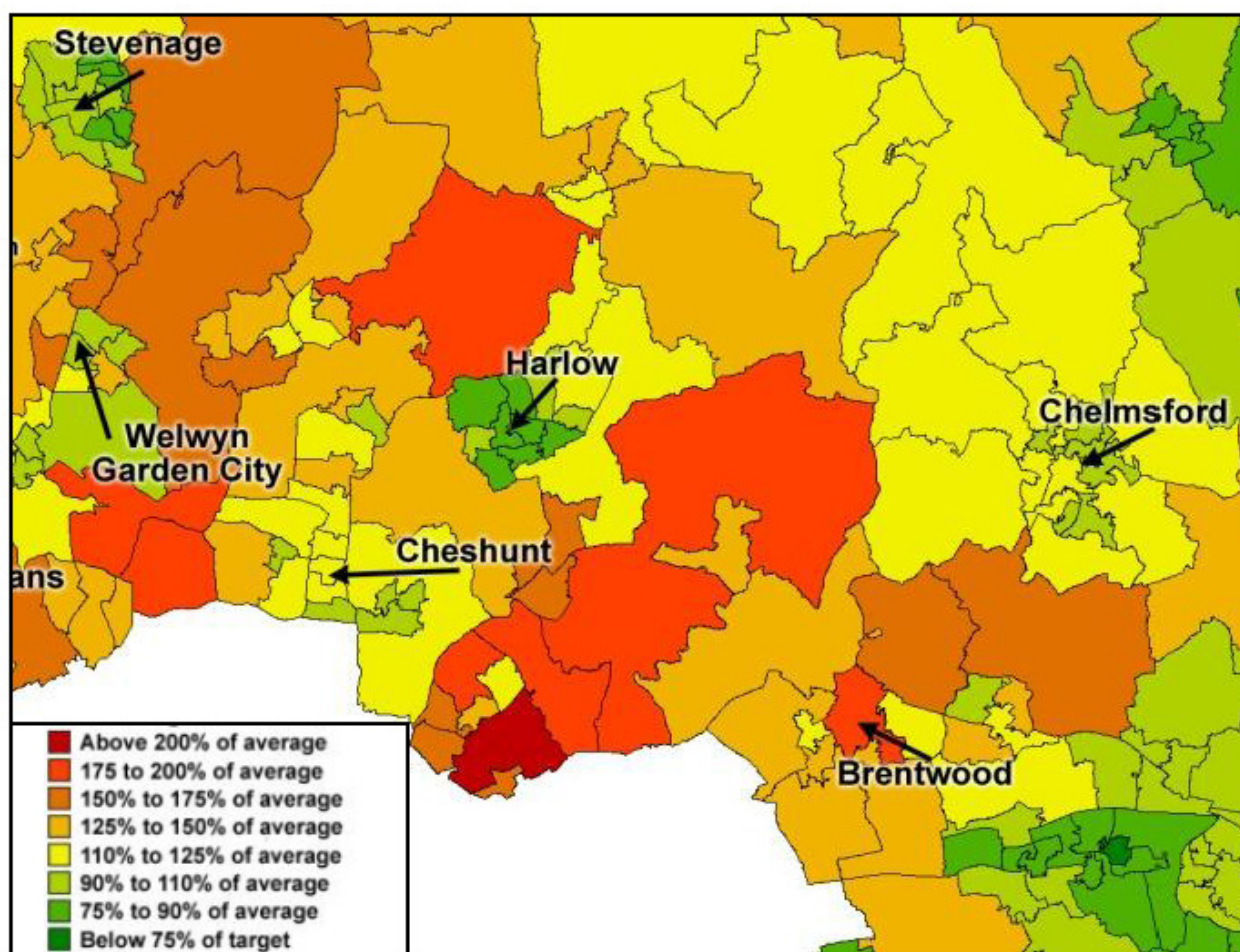 Stevenage
Harlow
Chelmsford
Welwyn
Garden City
ans
Cheshunt
Brentwood
Above 200% of average
175 to 200% of average
150% to 175% of average
125% to 150% of average
110% to 125% of average
90% to 110% of average
75% to 90% of average
Below 75% of target